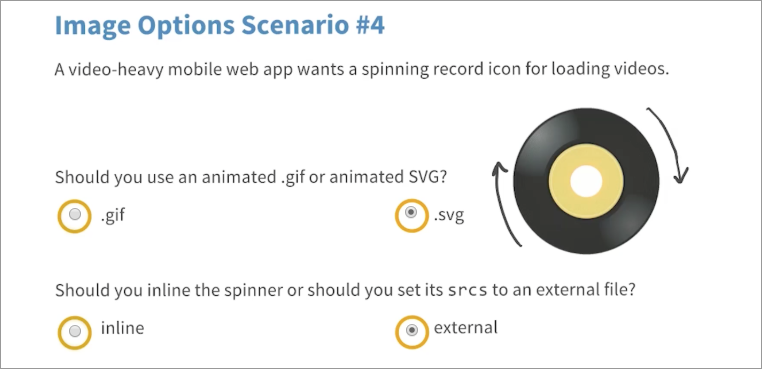 Image Options Scenario #4
A video-heavy mobile web app wants a spinning record icon for loading videos.
Should you use an animated .gif or animated SVG?
.gif .svg
Should you inline the spinner or should you set its srcs to an external file?
inline external